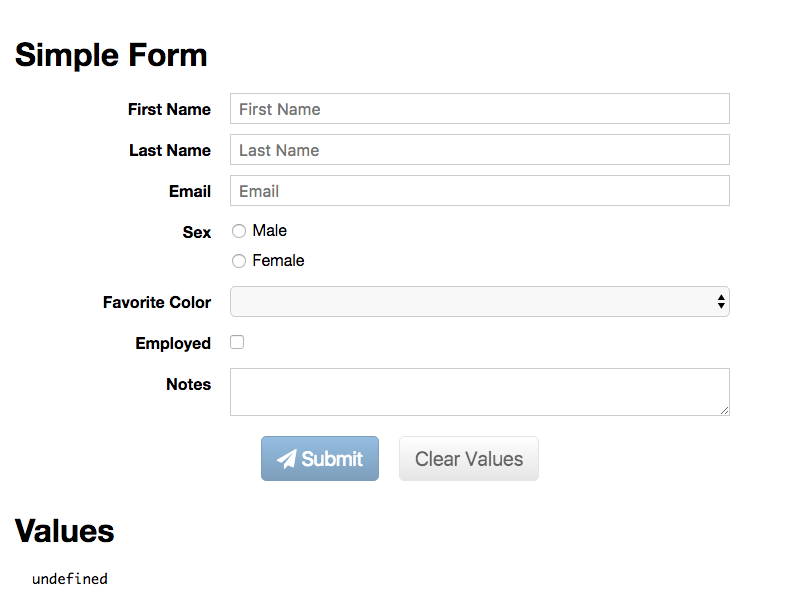 Simple Form
First Name First Name
Last Name Last Name
Email Email
Sex Male
Female
Favorite Color
Employed
Notes
Submit Clear Values
Values
undefined